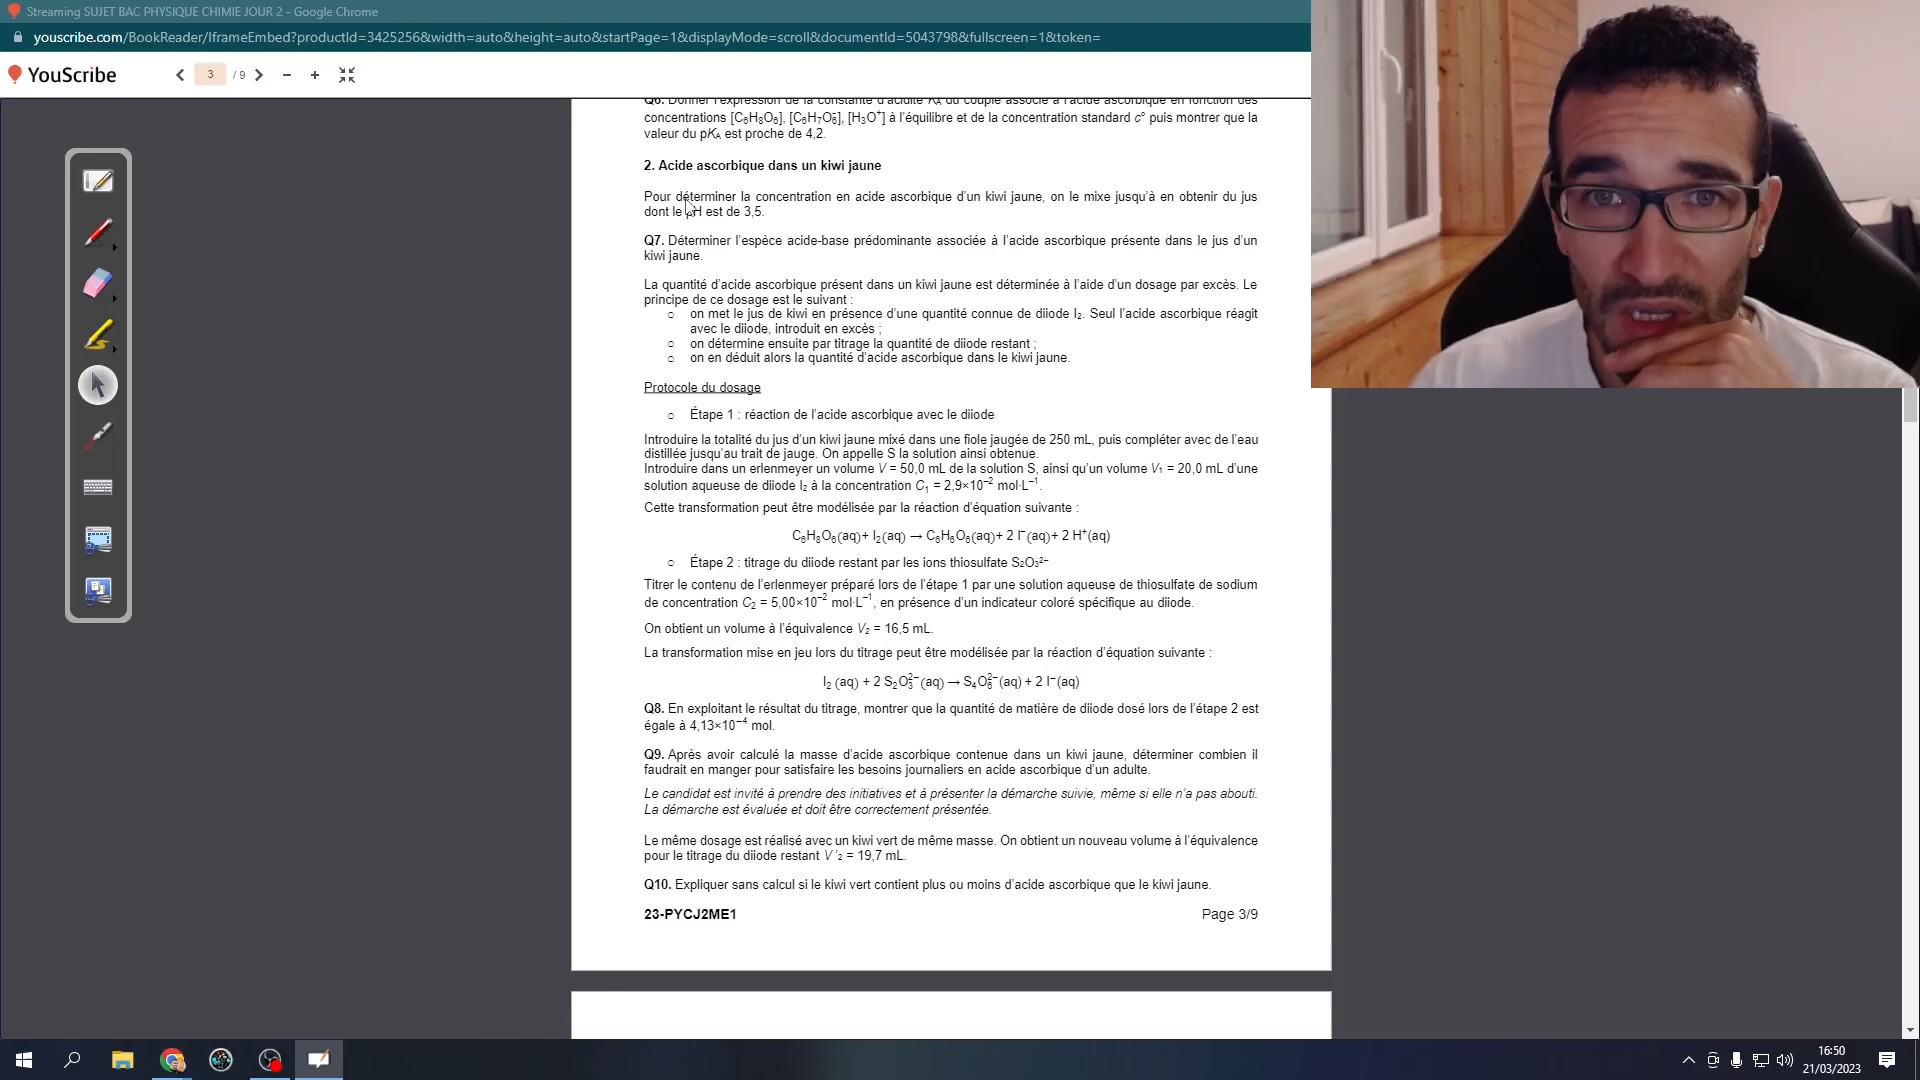 Streaming SUJET BAC PHYSIQUE CHIMIE JOUR 2 - Google Chrome
youscribe.com/BookReader/IframeEmbed?productId=3425256&width=auto&height=auto&startPage=1&displayMode=scroll&documentId=5043798&fullscreen=1&token=
YouScribe
3 / 9
Q6. Donner l'expression de la constante d'acidité KA du couple associé à l'acide ascorbique en fonction des
concentrations [C₆H₈O₆], [C₆H₇O₆⁻], [H₃O⁺] à l'équilibre et de la concentration standard c° puis montrer que la
valeur du pKA est proche de 4,2.
2. Acide ascorbique dans un kiwi jaune
Pour déterminer la concentration en acide ascorbique d'un kiwi jaune, on le mixe jusqu'à en obtenir du jus
dont le pH est de 3,5.
Q7. Déterminer l'espèce acide-base prédominante associée à l'acide ascorbique présente dans le jus d'un
kiwi jaune.
La quantité d'acide ascorbique présent dans un kiwi jaune est déterminée à l'aide d'un dosage par excès. Le
principe de ce dosage est le suivant :
o on met le jus de kiwi en présence d'une quantité connue de diiode I₂. Seul l'acide ascorbique réagit
avec le diiode, introduit en excès ;
o on détermine ensuite par titrage la quantité de diiode restant ;
o on en déduit alors la quantité d'acide ascorbique dans le kiwi jaune.
Protocole du dosage
o Étape 1 : réaction de l'acide ascorbique avec le diiode
Introduire la totalité du jus d'un kiwi jaune mixé dans une fiole jaugée de 250 mL, puis compléter avec de l'eau
distillée jusqu'au trait de jauge. On appelle S la solution ainsi obtenue.
Introduire dans un erlenmeyer un volume V = 50,0 mL de la solution S, ainsi qu'un volume V₁ = 20,0 mL d'une
solution aqueuse de diiode I₂ à la concentration C₁ = 2,9×10⁻² mol·L⁻¹.
Cette transformation peut être modélisée par la réaction d'équation suivante :
C₆H₈O₆(aq)+ I₂(aq) → C₆H₆O₆(aq)+ 2 I⁻(aq)+ 2 H⁺(aq)
o Étape 2 : titrage du diiode restant par les ions thiosulfate S₂O₃²⁻
Titrer le contenu de l'erlenmeyer préparé lors de l'étape 1 par une solution aqueuse de thiosulfate de sodium
de concentration C₂ = 5,00×10⁻² mol·L⁻¹, en présence d'un indicateur coloré spécifique au diiode.
On obtient un volume à l'équivalence V₂ = 16,5 mL.
La transformation mise en jeu lors du titrage peut être modélisée par la réaction d'équation suivante :
I₂ (aq) + 2 S₂O₃²⁻(aq) → S₄O₆²⁻(aq) + 2 I⁻(aq)
Q8. En exploitant le résultat du titrage, montrer que la quantité de matière de diiode dosé lors de l'étape 2 est
égale à 4,13×10⁻⁴ mol.
Q9. Après avoir calculé la masse d'acide ascorbique contenue dans un kiwi jaune, déterminer combien il
faudrait en manger pour satisfaire les besoins journaliers en acide ascorbique d'un adulte.
Le candidat est invité à prendre des initiatives et à présenter la démarche suivie, même si elle n'a pas abouti.
La démarche est évaluée et doit être correctement présentée.
Le même dosage est réalisé avec un kiwi vert de même masse. On obtient un nouveau volume à l'équivalence
pour le titrage du diiode restant V'₂ = 19,7 mL.
Q10. Expliquer sans calcul si le kiwi vert contient plus ou moins d'acide ascorbique que le kiwi jaune.
23-PYCJ2ME1 Page 3/9
16:50
21/03/2023